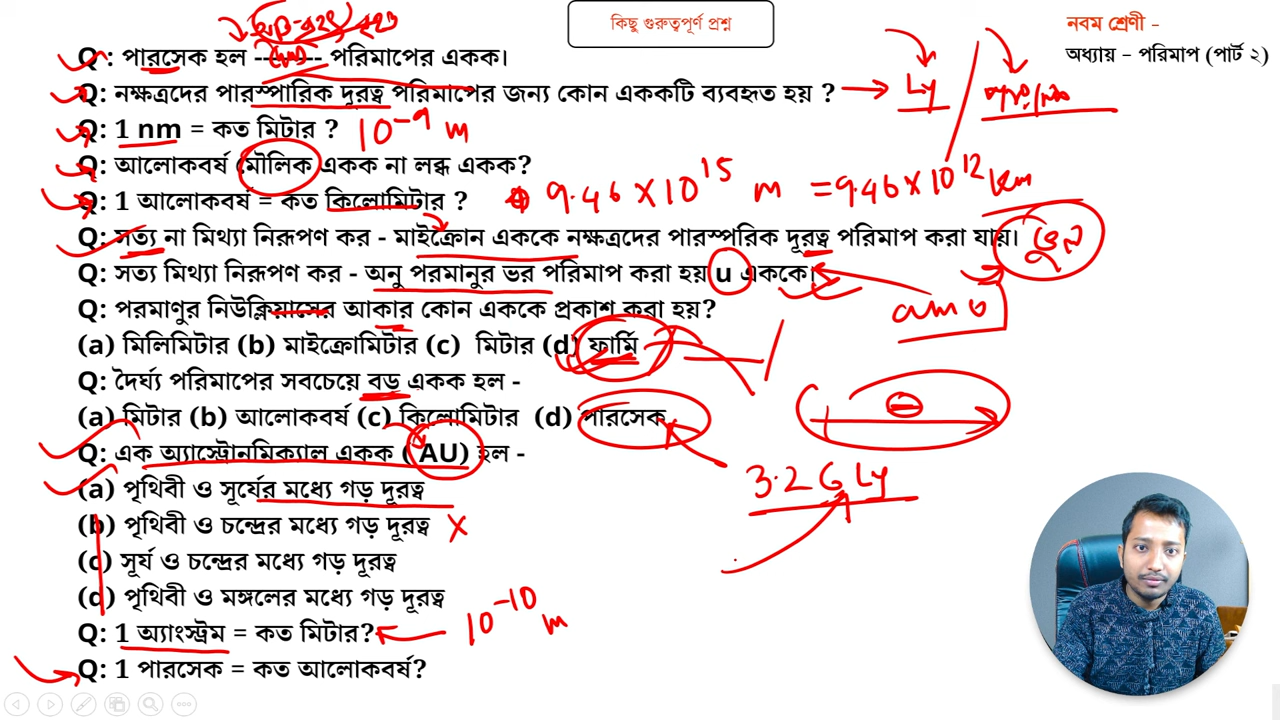 কিছু গুরুত্বপূর্ণ প্রশ্ন
নবম শ্রেণী -
অধ্যায় – পরিমাপ (পার্ট ২)
Q: পারসেক হল -------- পরিমাপের একক।
Q: নক্ষত্রদের পারস্পারিক দূরত্ব পরিমাপের জন্য কোন এককটি ব্যবহৃত হয় ? → Ly /
Q: 1 nm = কত মিটার ? 10⁻⁹ m
Q: আলোকবর্ষ মৌলিক একক না লব্ধ একক?
Q: 1 আলোকবর্ষ = কত কিলোমিটার ? 9.46 × 10¹⁵ m = 9.46 × 10¹² km
Q: সত্য না মিথ্যা নিরূপণ কর - মাইক্রোন এককে নক্ষত্রদের পারস্পরিক দূরত্ব পরিমাপ করা যায়। ভুল
Q: সত্য মিথ্যা নিরূপণ কর - অনু পরমানুর ভর পরিমাপ করা হয় u এককে।
amu
Q: পরমাণুর নিউক্লিয়াসের আকার কোন এককে প্রকাশ করা হয়?
(a) মিলিমিটার (b) মাইক্রোমিটার (c) মিটার (d) ফার্মি
Q: দৈর্ঘ্য পরিমাপের সবচেয়ে বড় একক হল -
(a) মিটার (b) আলোকবর্ষ (c) কিলোমিটার (d) পারসেক
Q: এক অ্যাস্ট্রোনমিক্যাল একক ( AU) হল -
3.26 Ly
(a) পৃথিবী ও সূর্যের মধ্যে গড় দূরত্ব
(b) পৃথিবী ও চন্দ্রের মধ্যে গড় দূরত্ব ×
(c) সূর্য ও চন্দ্রের মধ্যে গড় দূরত্ব
(d) পৃথিবী ও মঙ্গলের মধ্যে গড় দূরত্ব
Q: 1 অ্যাংস্ট্রম = কত মিটার? 10⁻¹⁰ m
Q: 1 পারসেক = কত আলোকবর্ষ?